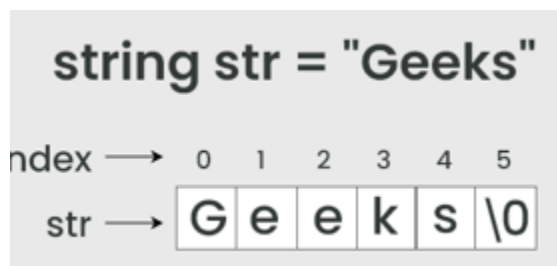 string str = "Geeks"
ndex 0 1 2 3 4 5
str G e e k s \0